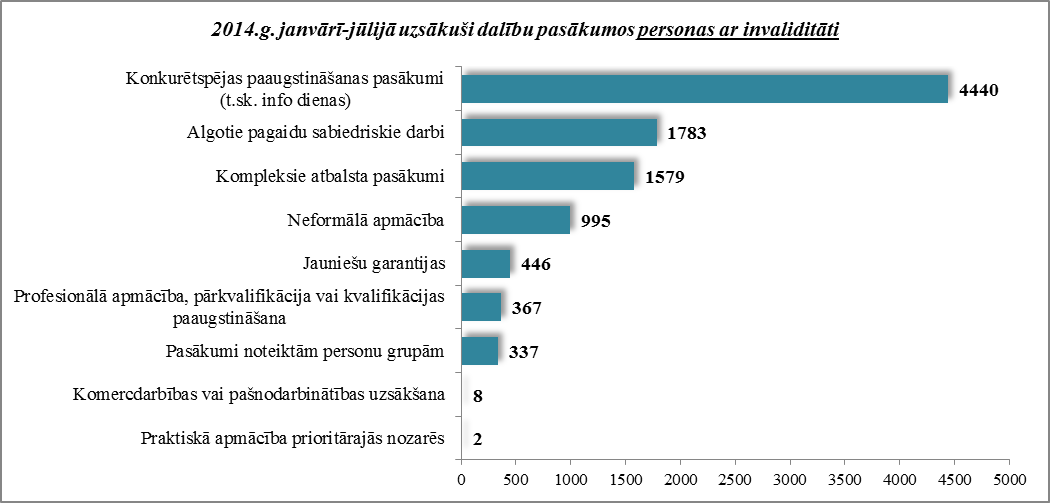 2014.g. janvārī-jūlijā uzsākuši dalību pasākumos personas ar invaliditāti
Konkurētspējas paaugstināšanas pasākumi
(t.sk. info dienas)
4440
Algotie pagaidu sabiedriskie darbi
1783
Kompleksie atbalsta pasākumi
1579
Neformālā apmācība
995
Jauniešu garantijas
446
Profesionālā apmācība, pārkvalifikācija vai kvalifikācijas
paaugstināšana
367
Pasākumi noteiktām personu grupām
337
Komercdarbības vai pašnodarbinātības uzsākšana
8
Praktiskā apmācība prioritārajās nozarēs
2
0 500 1000 1500 2000 2500 3000 3500 4000 4500 5000